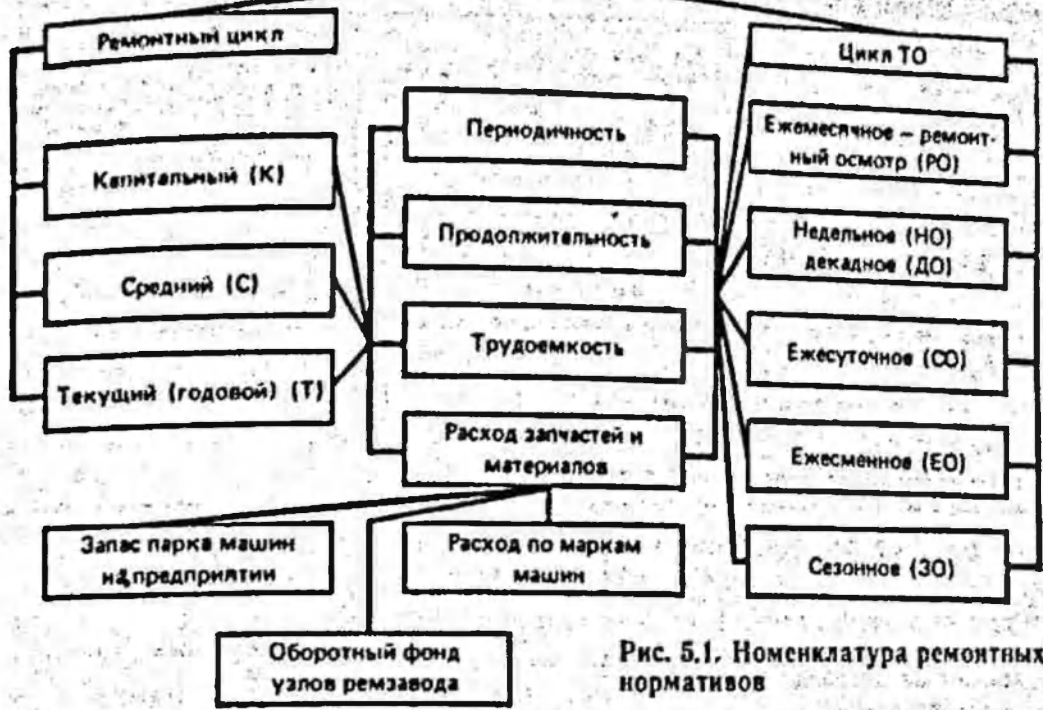 Ремонтный цикл
Капитальный (К)
Средний (С)
Текущий (годовой) (Т)
Периодичность
Продолжительность
Трудоемкость
Расход запчастей и
материалов
Цикл ТО
Ежемесячное – ремонт-
ный осмотр (РО)
Недельное (НО)
декадное (ДО)
Ежесуточное (СО)
Ежесменное (ЕО)
Сезонное (ЗО)
Запас парка машин
на предприятии
Расход по маркам
машин
Оборотный фонд
узлов ремзавода
Рис. 5.1. Номенклатура ремонтных
нормативов